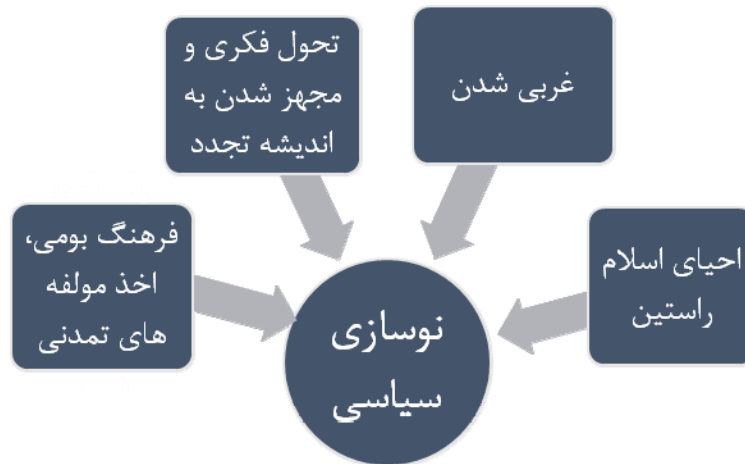 غربی شدن
تحول فکری و
مجهز شدن به
اندیشه تجدد
احیای اسلام
راستین
فرهنگ بومی،
اخذ مولفه
های تمدنی
نوسازی
سیاسی